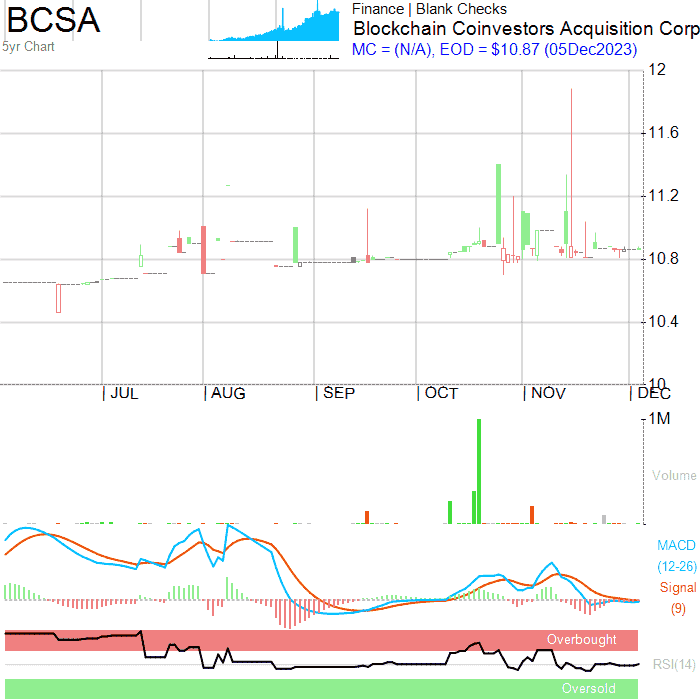 BCSA
5yr Chart
Finance | Blank Checks
Blockchain Coinvestors Acquisition Corp
MC = (N/A), EOD = $10.87 (05Dec2023)
12
11.6
11.2
10.8
10.4
10
| JUL | AUG | SEP | OCT | NOV | DEC
1M
Volume
MACD
(12-26)
Signal
(9)
Overbought
RSI(14)
Oversold